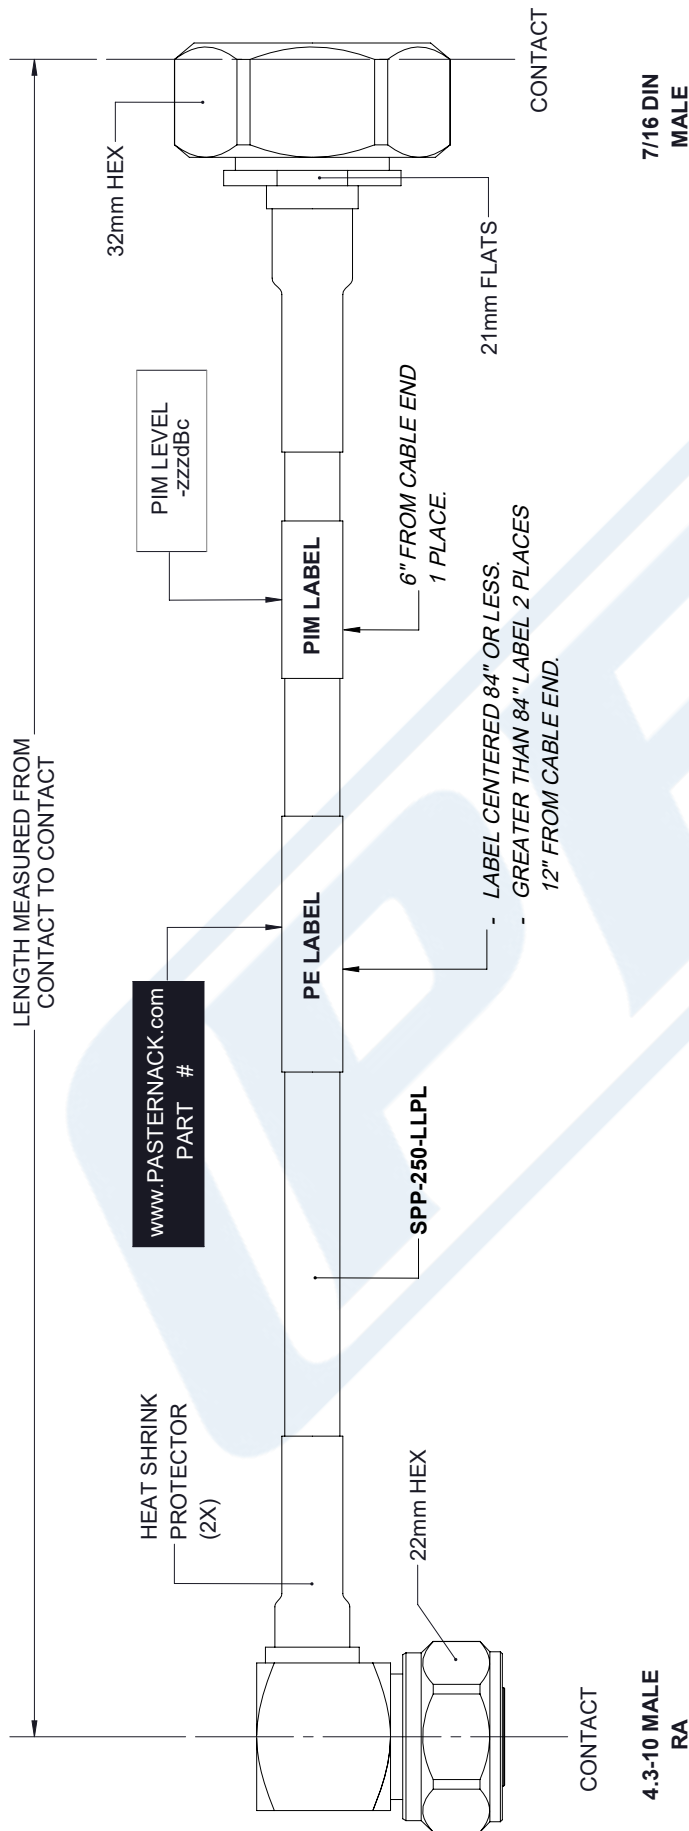 LENGTH MEASURED FROM
CONTACT TO CONTACT
HEAT SHRINK
PROTECTOR
(2X)
www.PASTERNACK.com
PART #
PIM LEVEL
-zzzdBc
32mm HEX
PE LABEL
PIM LABEL
22mm HEX
SPP-250-LLPL
- LABEL CENTERED 84" OR LESS.
- GREATER THAN 84" LABEL 2 PLACES
12" FROM CABLE END.
6" FROM CABLE END
1 PLACE.
21mm FLATS
CONTACT
CONTACT
4.3-10 MALE
RA
7/16 DIN
MALE